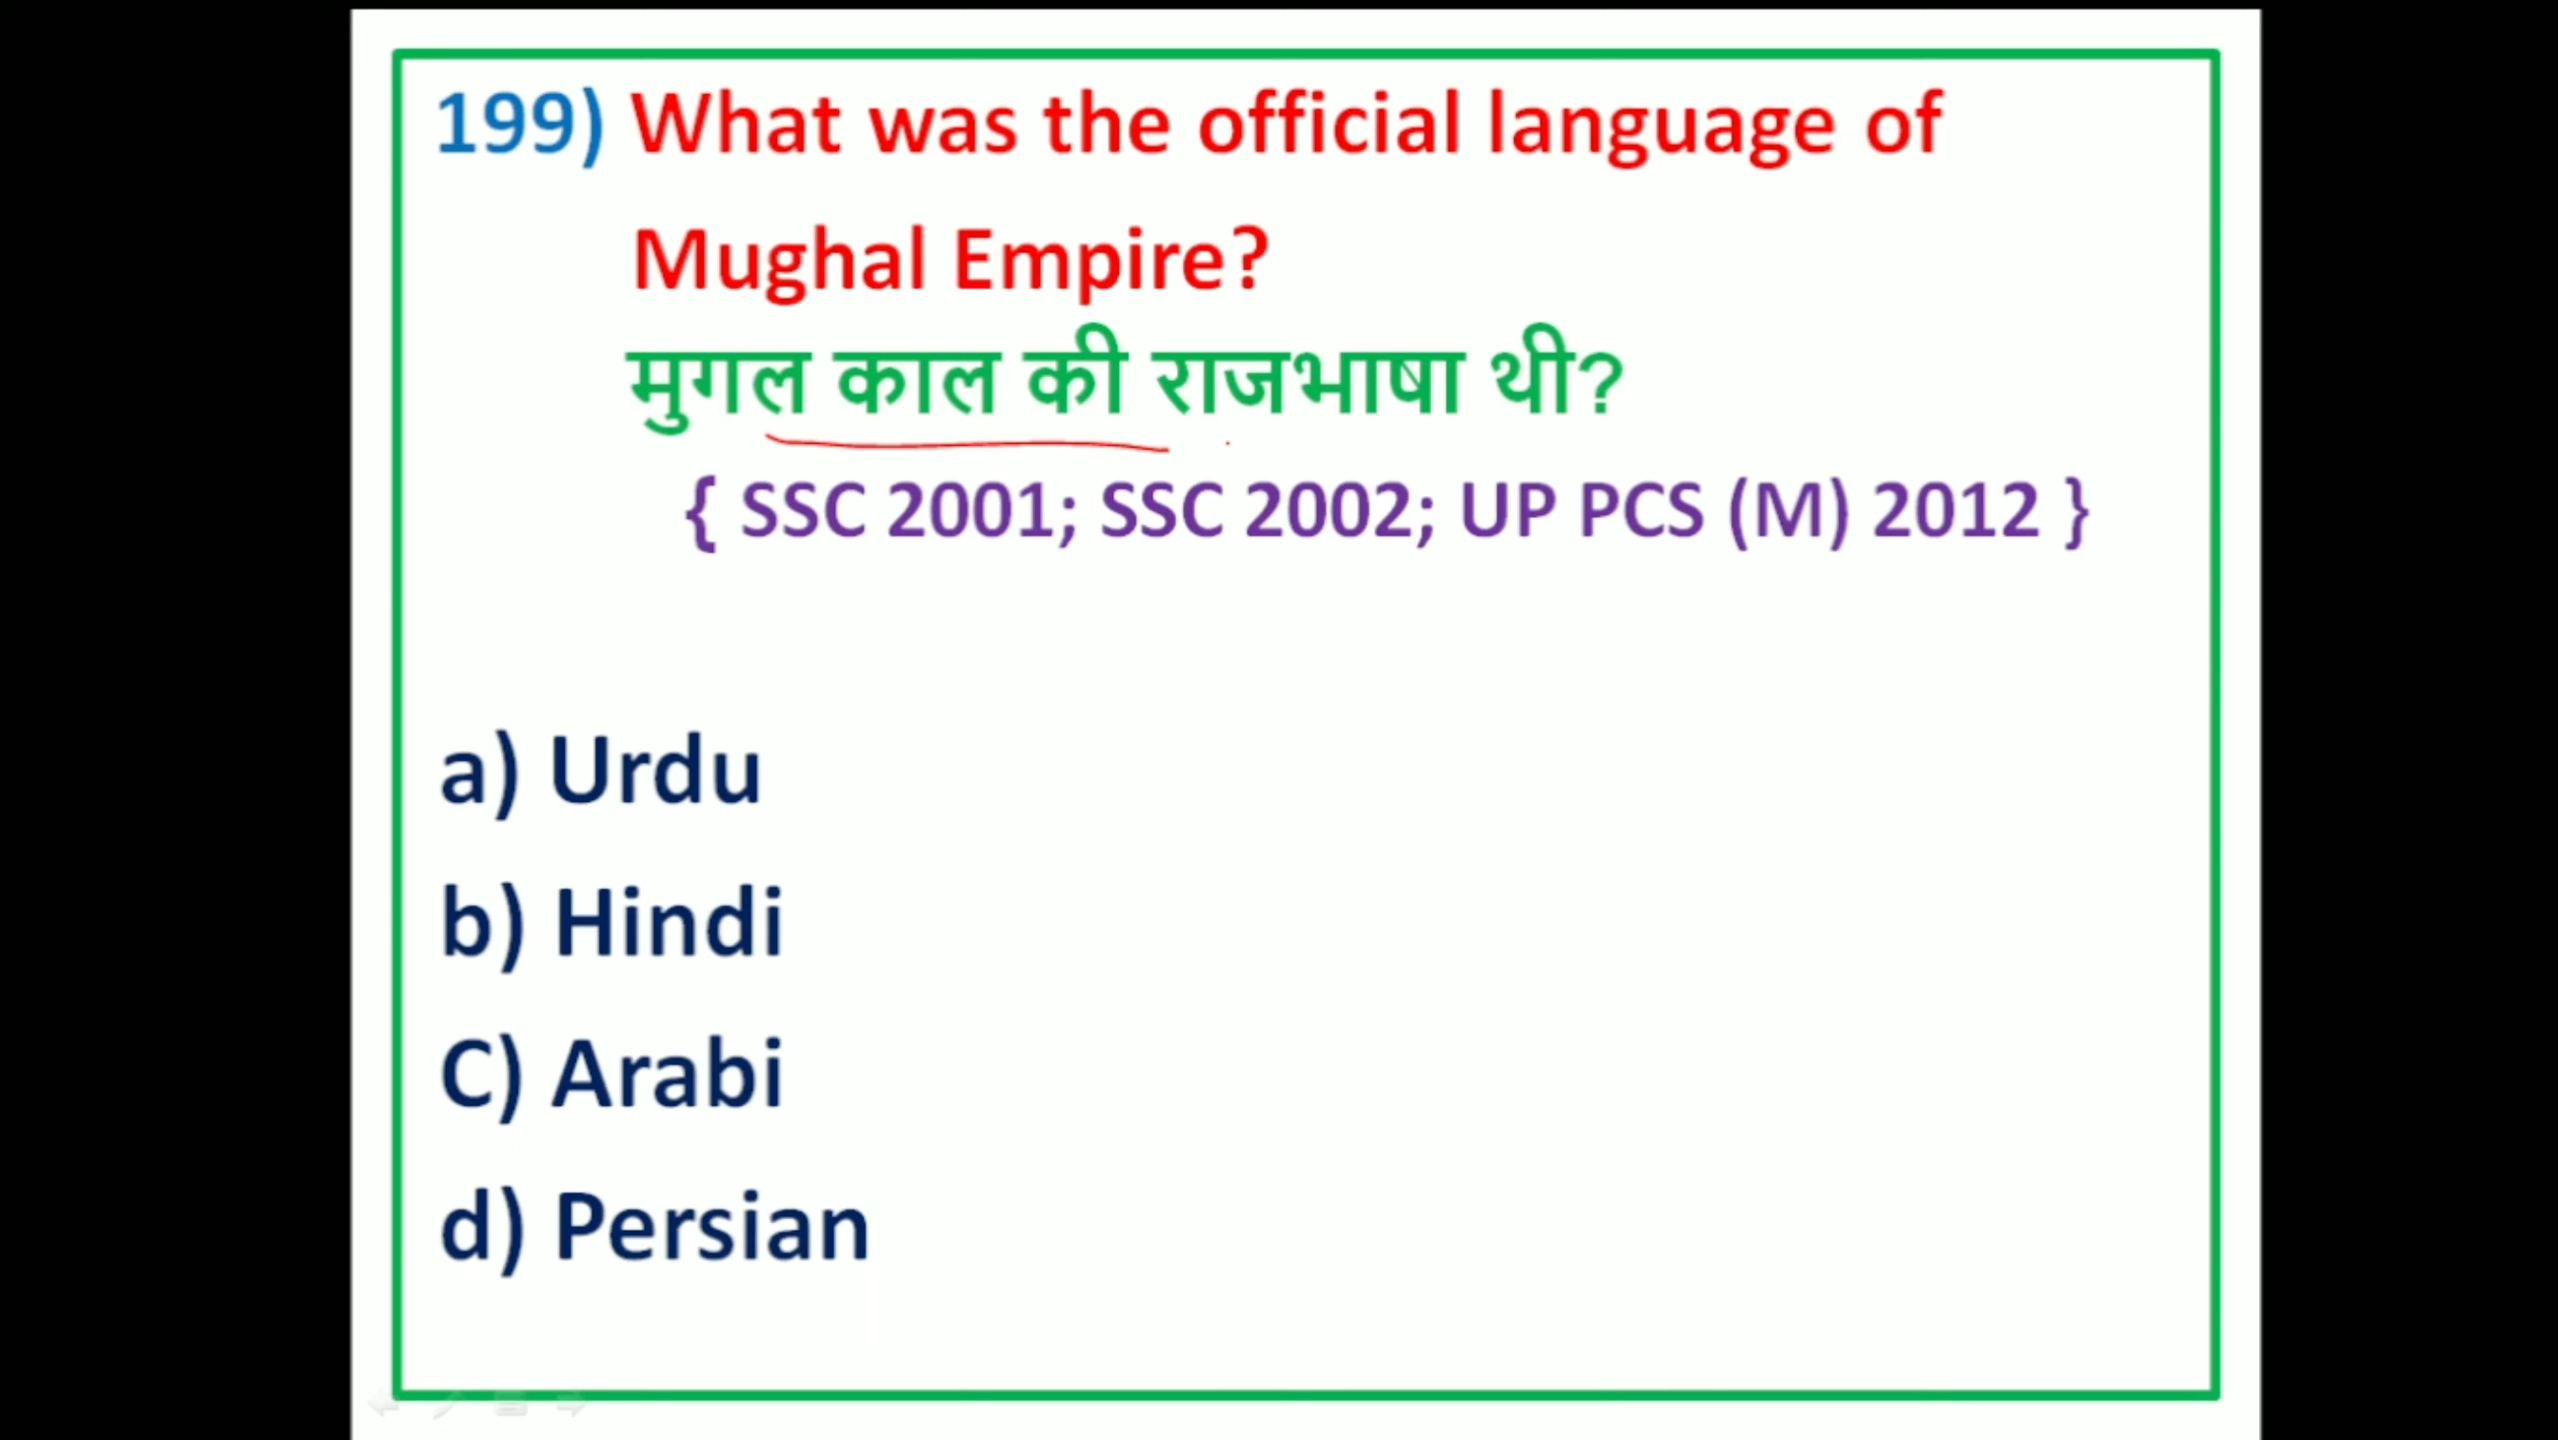 199) What was the official language of
Mughal Empire?
मुगल काल की राजभाषा थी?
{ SSC 2001; SSC 2002; UP PCS (M) 2012 }
a) Urdu
b) Hindi
C) Arabi
d) Persian